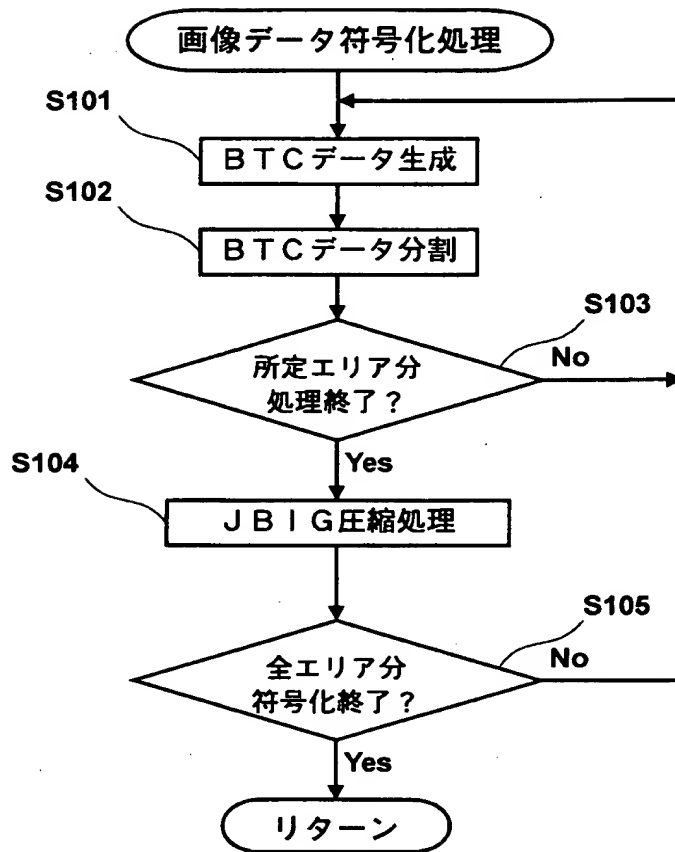 画像データ符号化処理
S101
ＢＴＣデータ生成
S102
ＢＴＣデータ分割
S103
所定エリア分
処理終了？
No
Yes
S104
ＪＢＩＧ圧縮処理
S105
全エリア分
符号化終了？
No
Yes
リターン